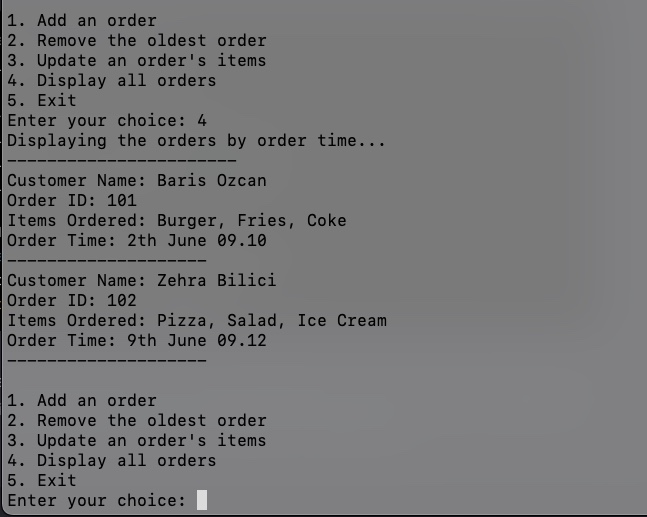 1. Add an order
2. Remove the oldest order
3. Update an order's items
4. Display all orders
5. Exit
Enter your choice: 4
Displaying the orders by order time...
-----------------------
Customer Name: Baris Ozcan
Order ID: 101
Items Ordered: Burger, Fries, Coke
Order Time: 2th June 09.10
--------------------
Customer Name: Zehra Bilici
Order ID: 102
Items Ordered: Pizza, Salad, Ice Cream
Order Time: 9th June 09.12
--------------------
1. Add an order
2. Remove the oldest order
3. Update an order's items
4. Display all orders
5. Exit
Enter your choice: